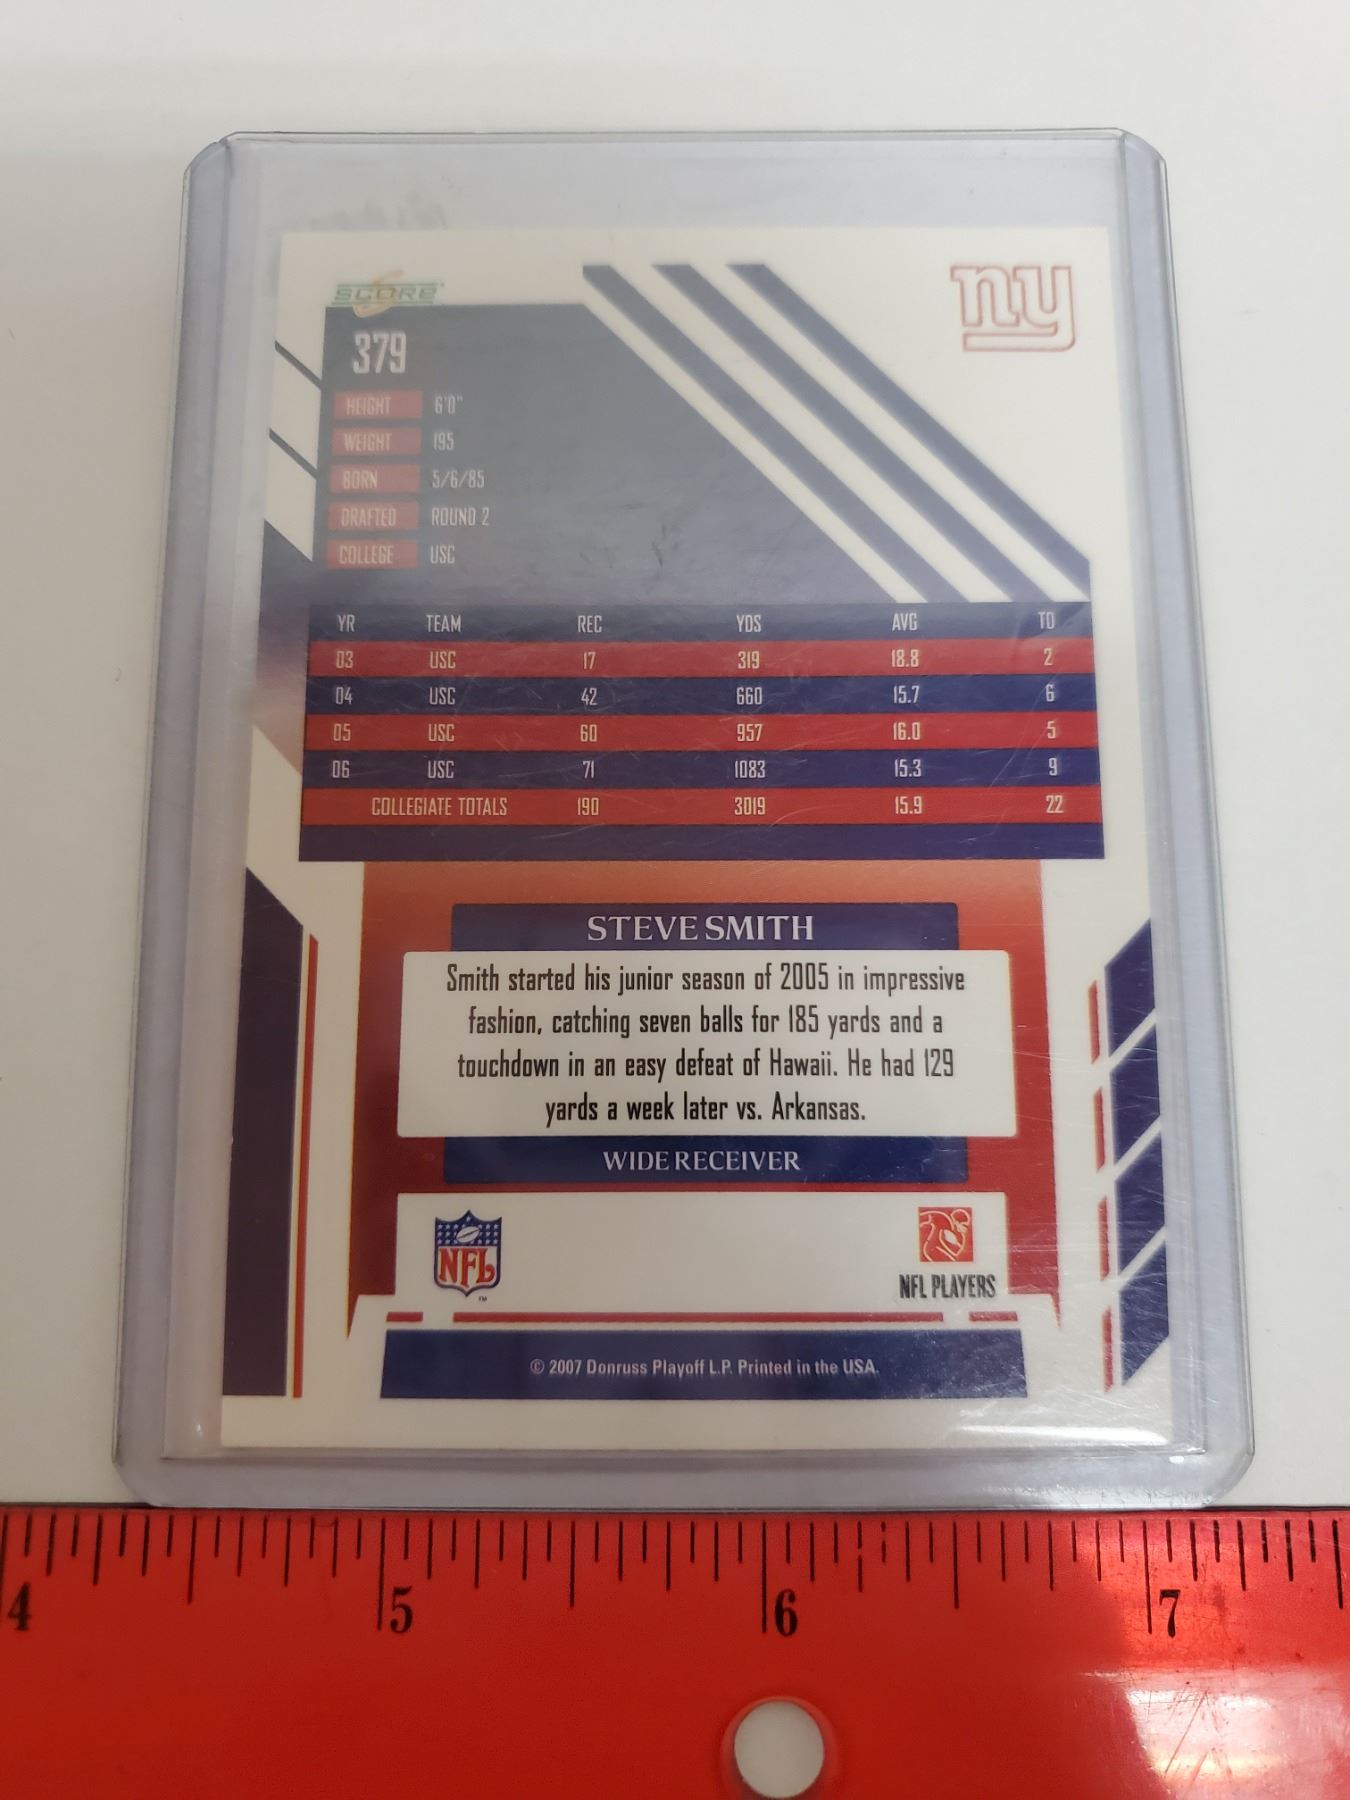 SCORE
ny
379
HEIGHT 6'0"
WEIGHT 195
BORN 5/6/85
DRAFTED ROUND 2
COLLEGE USC
YR TEAM REC YDS AVG TD
03 USC 17 319 18.8 2
04 USC 42 660 15.7 6
05 USC 60 957 16.0 5
06 USC 71 1083 15.3 9
COLLEGIATE TOTALS 190 3019 15.9 22
STEVE SMITH
Smith started his junior season of 2005 in impressive
fashion, catching seven balls for 185 yards and a
touchdown in an easy defeat of Hawaii. He had 129
yards a week later vs. Arkansas.
WIDE RECEIVER
NFL
TM
NFL PLAYERS
© 2007 Donruss Playoff L.P. Printed in the USA.
4 5 6 7